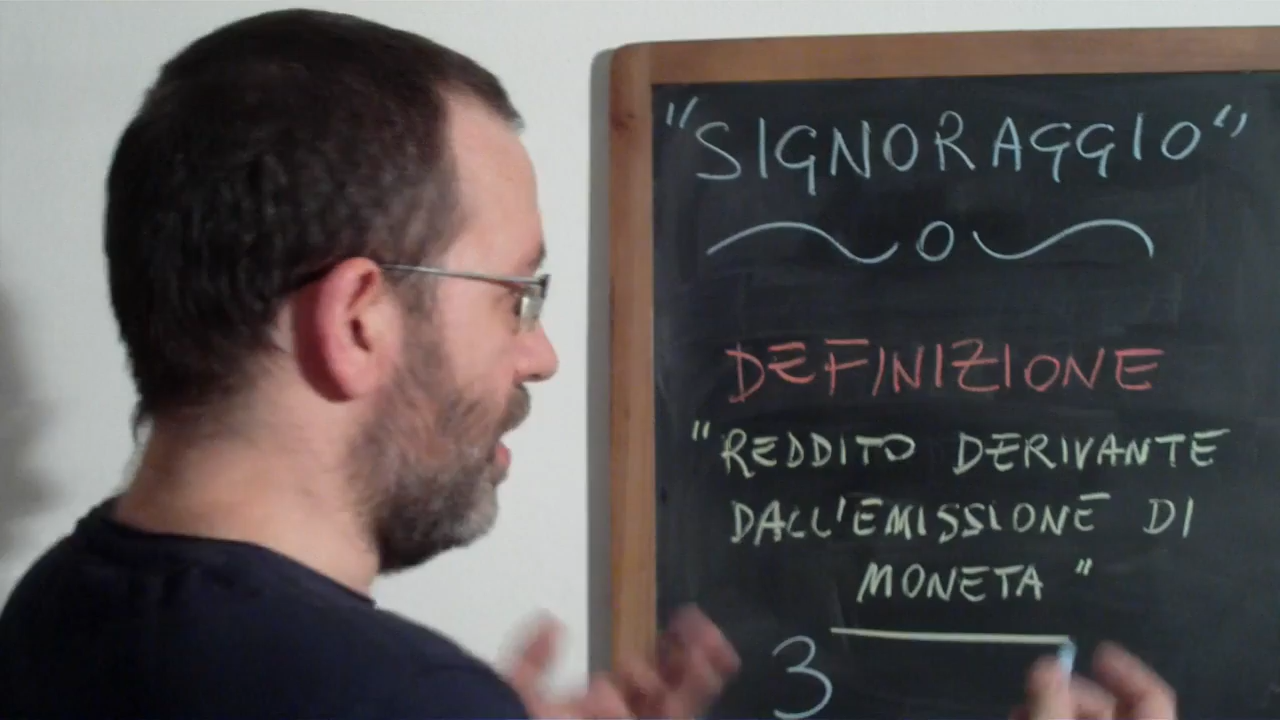 "SIGNORAGGIO"
DEFINIZIONE
"REDDITO DERIVANTE
DALL'EMISSIONE DI
MONETA"
3